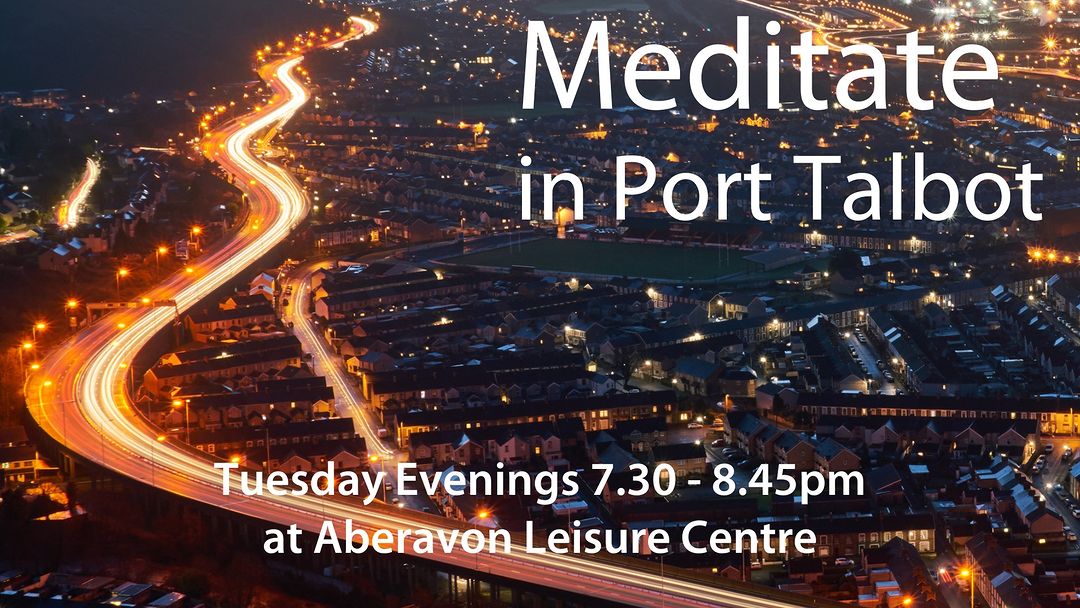 Meditate
in Port Talbot
Tuesday Evenings 7.30 - 8.45pm
at Aberavon Leisure Centre